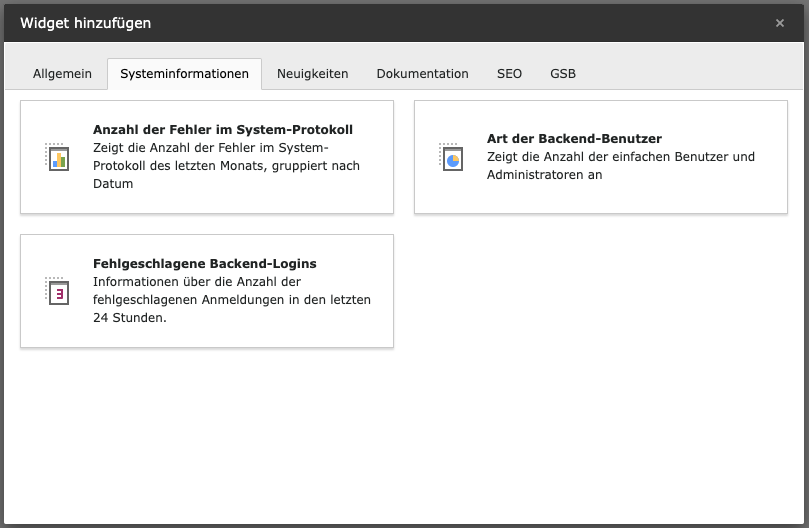 Widget hinzufügen
×
Allgemein Systeminformationen Neuigkeiten Dokumentation SEO GSB
Anzahl der Fehler im System-Protokoll
Zeigt die Anzahl der Fehler im System-
Protokoll des letzten Monats, gruppiert nach
Datum
Art der Backend-Benutzer
Zeigt die Anzahl der einfachen Benutzer und
Administratoren an
3
Fehlgeschlagene Backend-Logins
Informationen über die Anzahl der
fehlgeschlagenen Anmeldungen in den letzten
24 Stunden.